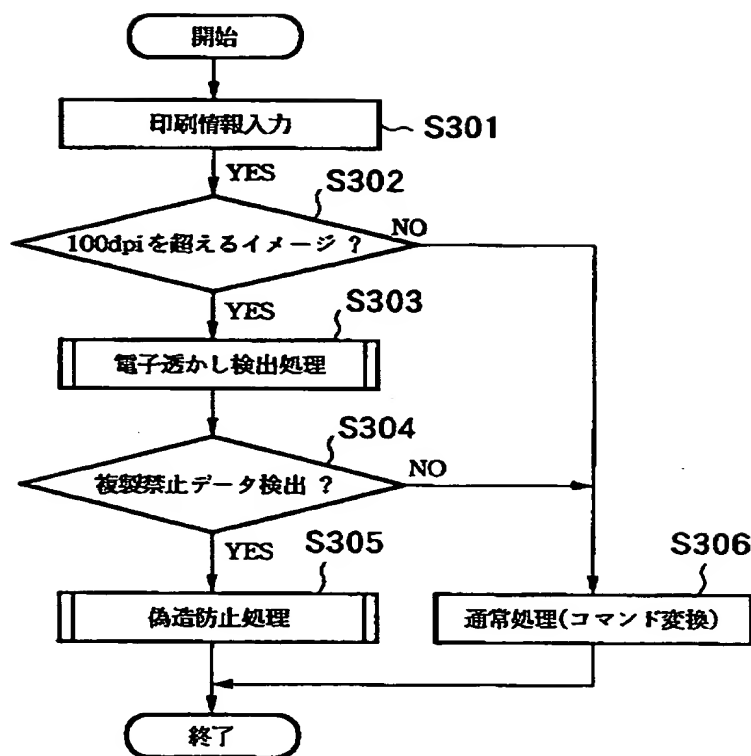 開始
印刷情報入力
S301
YES
S302
100dpiを超えるイメージ ?
NO
YES
S303
電子透かし検出処理
S304
複製禁止データ検出 ?
NO
YES
S305
偽造防止処理
S306
通常処理(コマンド変換)
終了